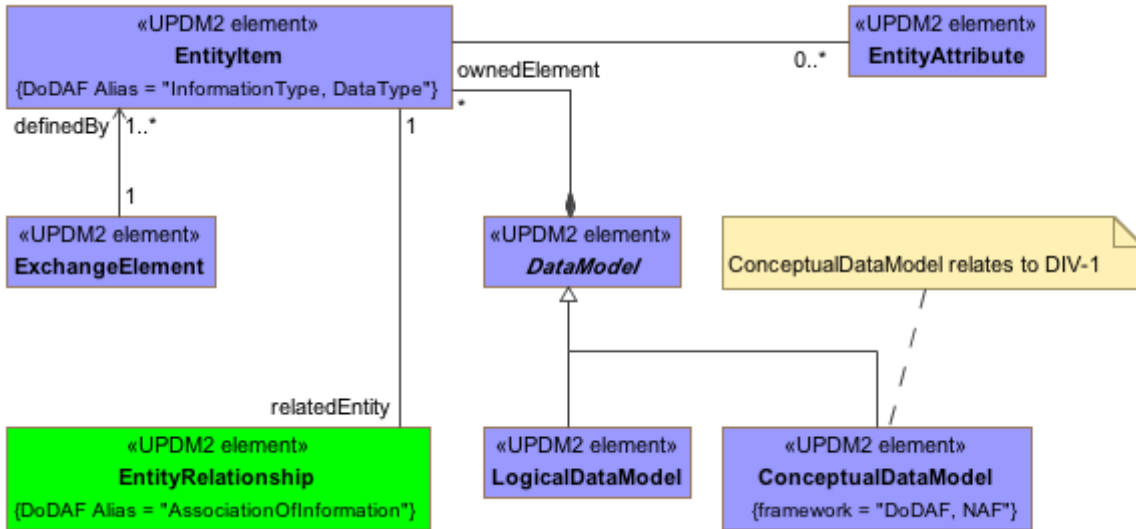 «UPDM2 element»
EntityItem
{DoDAF Alias = "InformationType, DataType"}
«UPDM2 element»
EntityAttribute
0..*
ownedElement
*
definedBy
1..*
1
1
«UPDM2 element»
ExchangeElement
«UPDM2 element»
DataModel
ConceptualDataModel relates to DIV-1
relatedEntity
«UPDM2 element»
EntityRelationship
{DoDAF Alias = "AssociationOfInformation"}
«UPDM2 element»
LogicalDataModel
«UPDM2 element»
ConceptualDataModel
{framework = "DoDAF, NAF"}